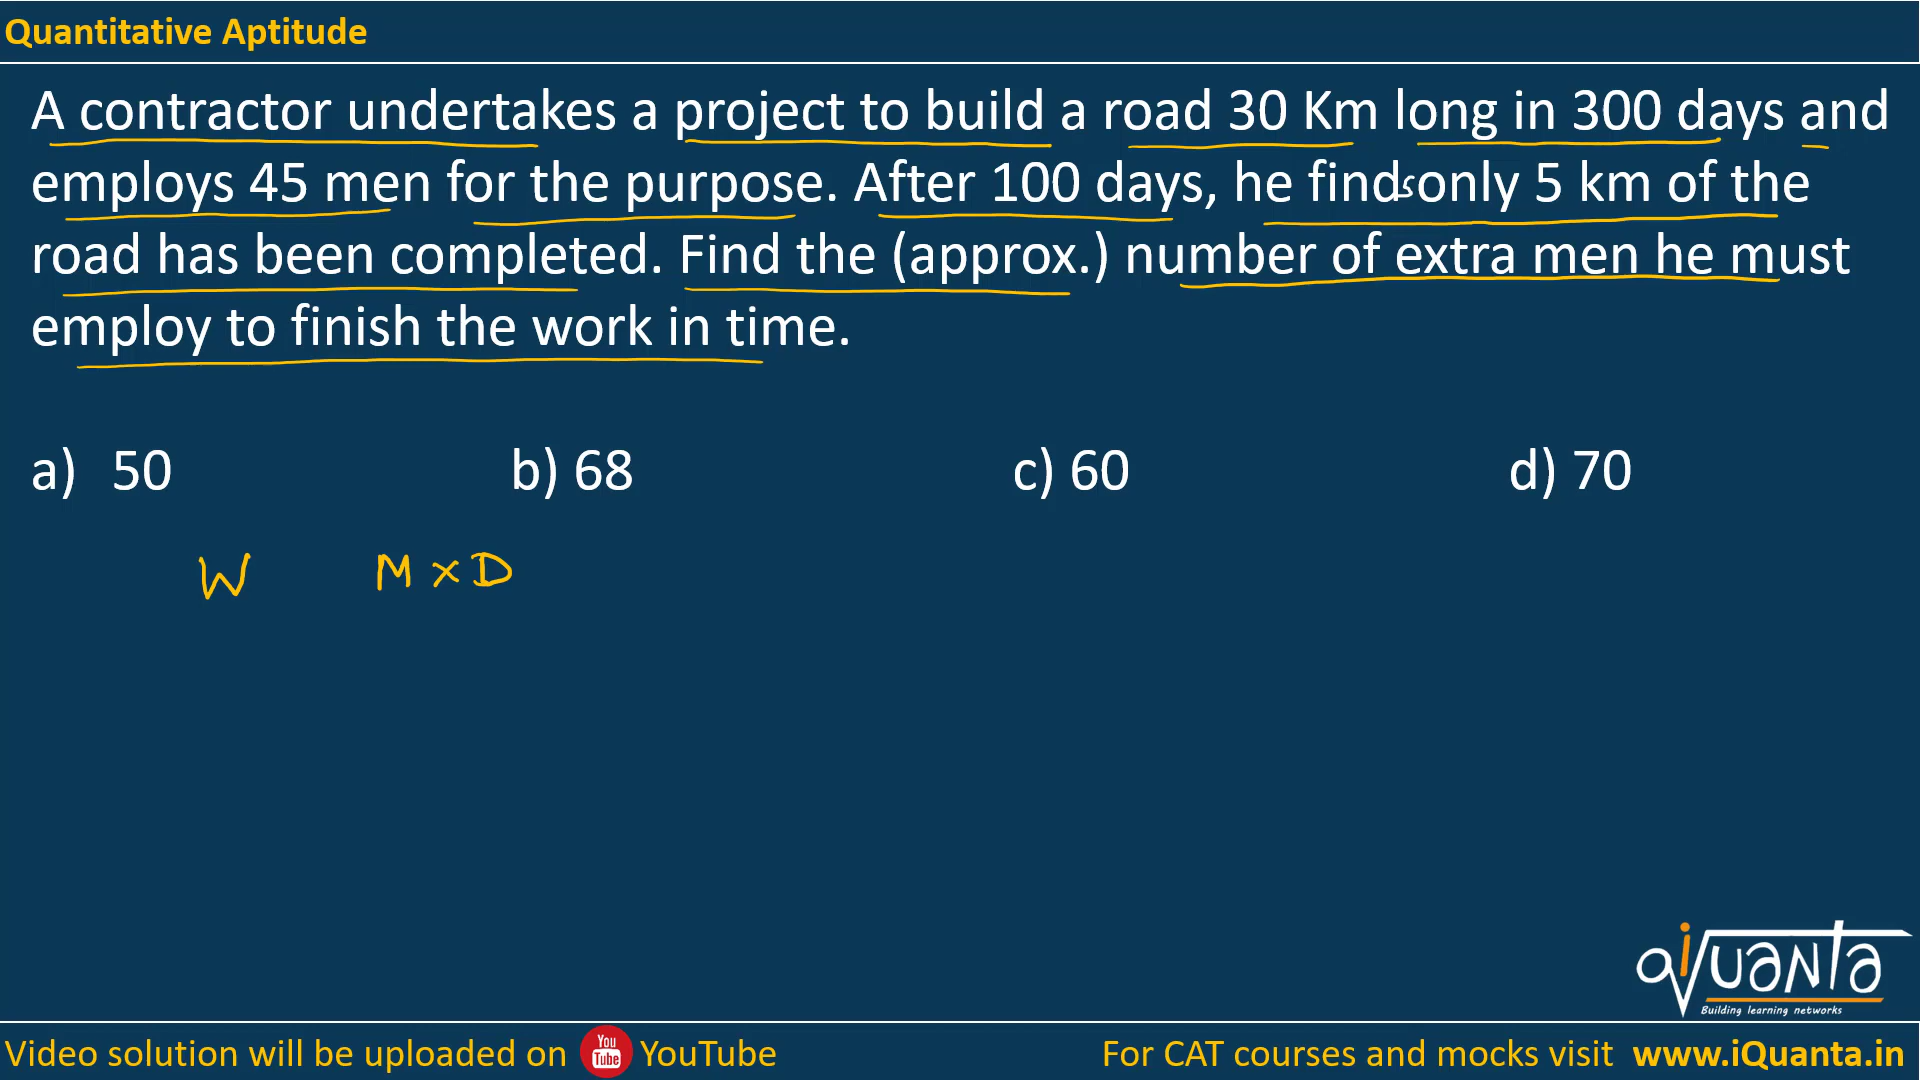 Quantitative Aptitude
A contractor undertakes a project to build a road 30 Km long in 300 days and
employs 45 men for the purpose. After 100 days, he finds only 5 km of the
road has been completed. Find the (approx.) number of extra men he must
employ to finish the work in time.
a) 50 b) 68 c) 60 d) 70
W M × D
iQuanta
Building learning networks
Video solution will be uploaded on You Tube YouTube For CAT courses and mocks visit www.iQuanta.in